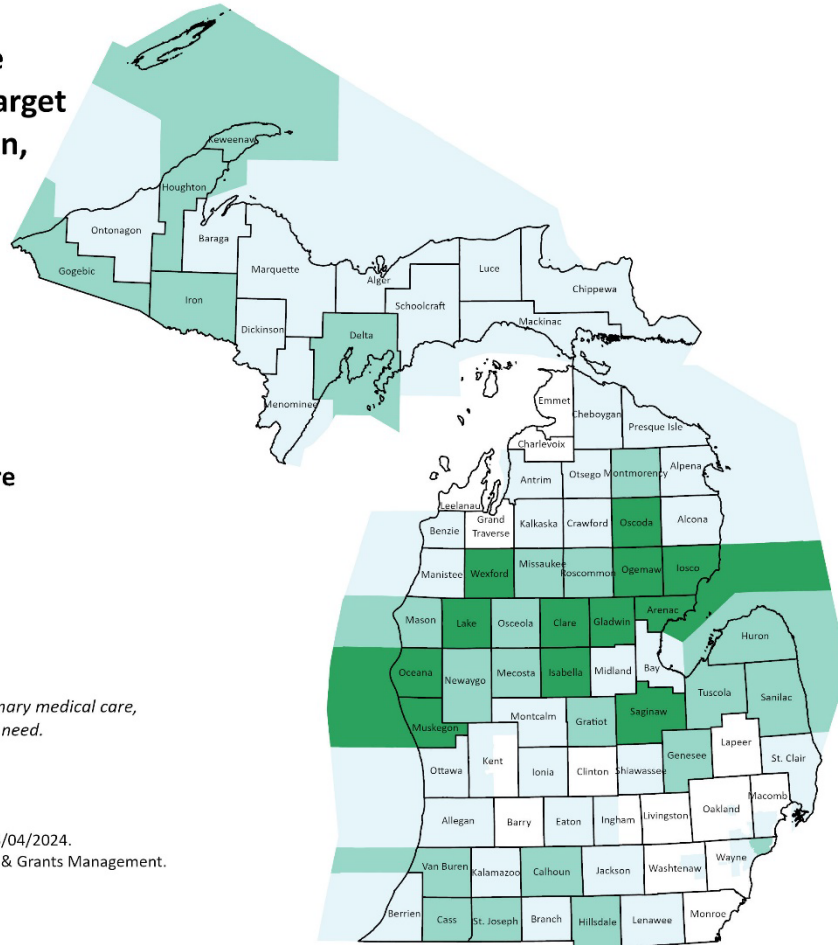 e
arget
n,
Keweenaw
Houghton
Ontonagon
Baraga
Gogebic
Marquette
Luce
Alger
Chippewa
Schoolcraft
Iron
Mackinac
Dickinson
Delta
Menominee
Emmet
Cheboygan
Presque Isle
Charlevoix
re
Antrim
Otsego
Montmorency
Alpena
Leelanau
Benzie
Grand
Traverse
Kalkaska
Crawford
Oscoda
Alcona
Manistee
Wexford
Missaukee
Roscommon
Ogemaw
Iosco
Mason
Lake
Osceola
Clare
Gladwin
Arenac
Huron
Oceana
Newaygo
Mecosta
Isabella
Midland
Bay
Tuscola
Sanilac
nary medical care,
need.
Muskegon
Montcalm
Gratiot
Saginaw
Lapeer
Genesee
Ottawa
Kent
Ionia
Clinton
Shiawassee
St. Clair
Macomb
Oakland
Allegan
Barry
Eaton
Ingham
Livingston
/04/2024.
& Grants Management.
Van Buren
Kalamazoo
Calhoun
Jackson
Washtenaw
Wayne
Berrien
Cass
St. Joseph
Branch
Hillsdale
Lenawee
Monroe